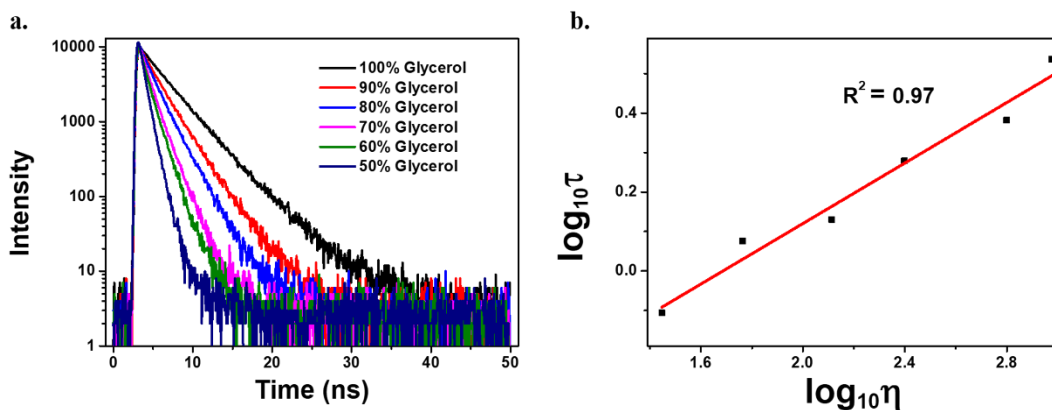 a.
10000
1000
100
10
1
Intensity
100% Glycerol
90% Glycerol
80% Glycerol
70% Glycerol
60% Glycerol
50% Glycerol
0 10 20 30 40 50
Time (ns)
b.
0.4
0.2
0.0
log₁₀τ
R² = 0.97
1.6 2.0 2.4 2.8
log₁₀η